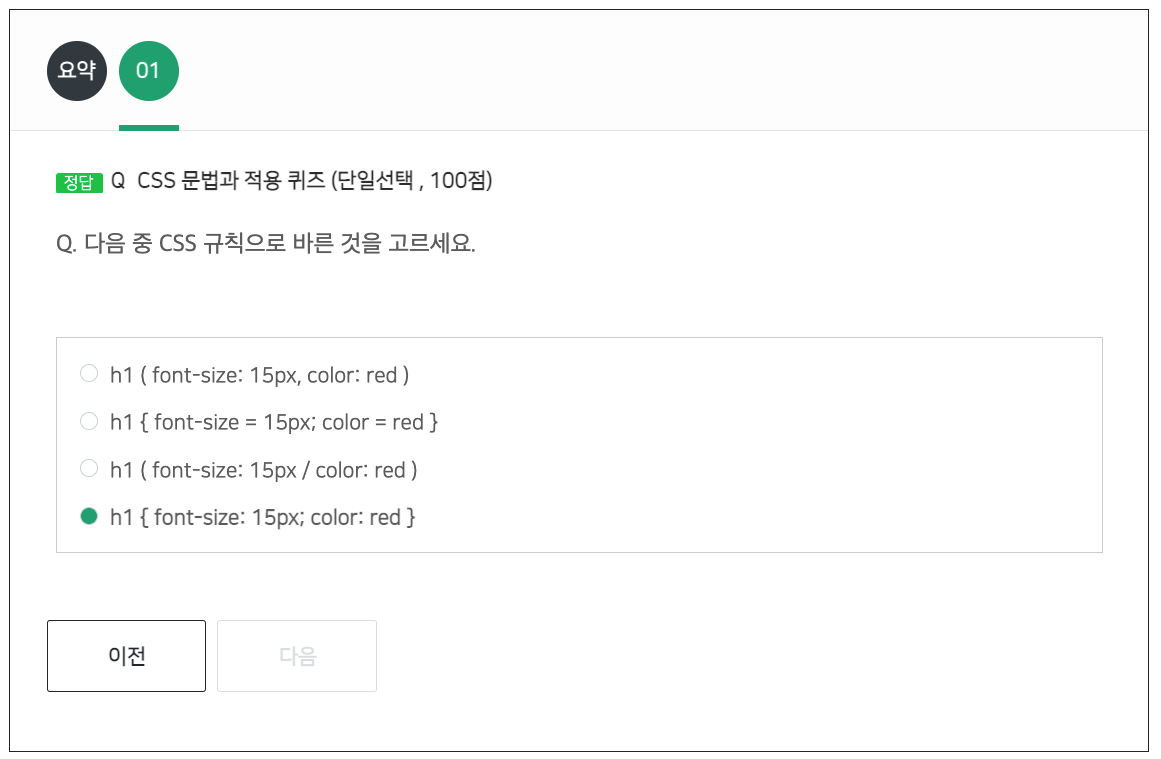 요약 01
정답 Q CSS 문법과 적용 퀴즈 (단일선택 , 100점)
Q. 다음 중 CSS 규칙으로 바른 것을 고르세요.
h1 ( font-size: 15px, color: red )
h1 { font-size = 15px; color = red }
h1 ( font-size: 15px / color: red )
h1 { font-size: 15px; color: red }
이전 다음